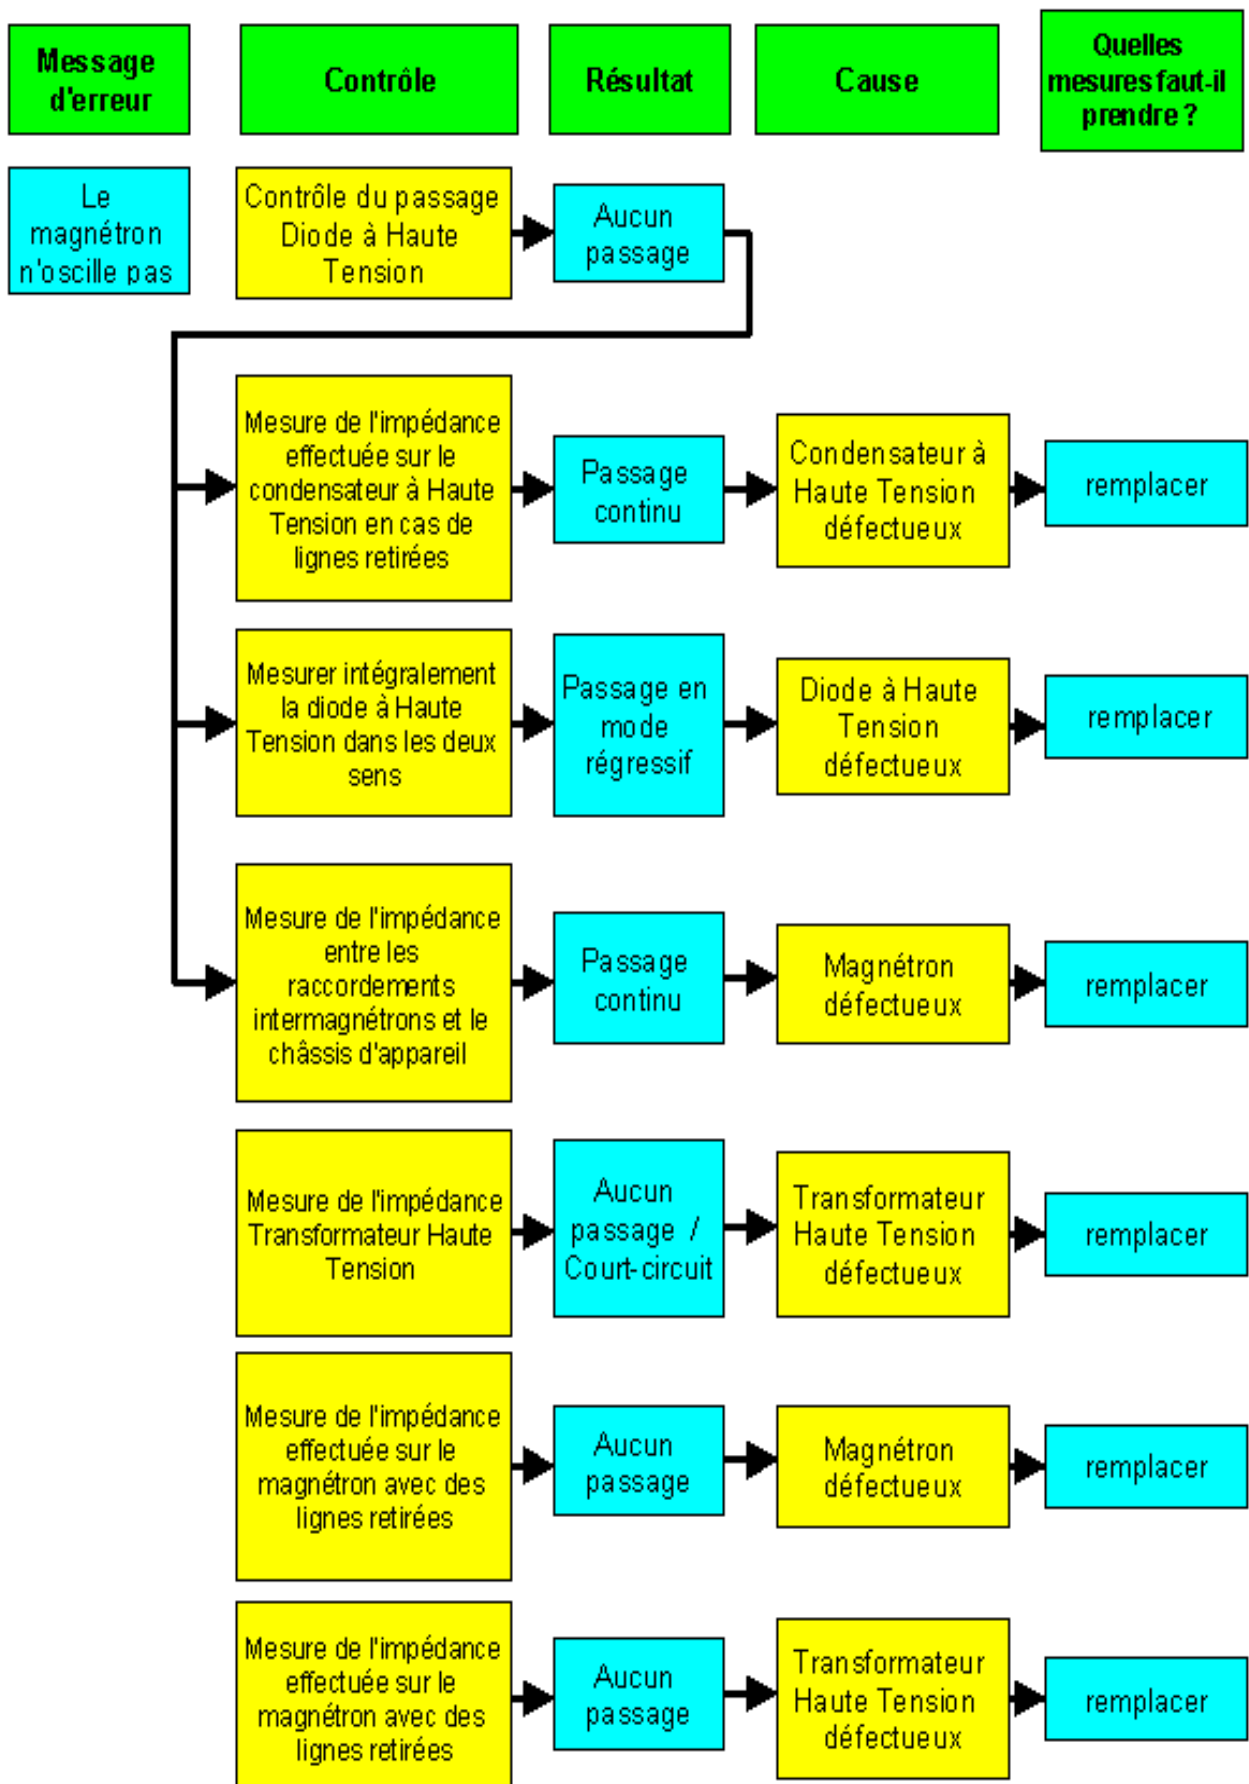 Message
d'erreur
Contrôle
Résultat
Cause
Quelles
mesures faut-il
prendre ?
Le
magnétron
n'oscille pas
Contrôle du passage
Diode à Haute
Tension
Aucun
passage
Mesure de l'impédance
effectuée sur le
condensateur à Haute
Tension en cas de
lignes retirées
Passage
continu
Condensateur à
Haute Tension
défectueux
remplacer
Mesurer intégralement
la diode à Haute
Tension dans les deux
sens
Passage en
mode
régressif
Diode à Haute
Tension
défectueux
remplacer
Mesure de l'impédance
entre les
raccordements
intermagnétrons et le
châssis d'appareil
Passage
continu
Magnétron
défectueux
remplacer
Mesure de l'impédance
Transformateur Haute
Tension
Aucun
passage /
Court-circuit
Transformateur
Haute Tension
défectueux
remplacer
Mesure de l'impédance
effectuée sur le
magnétron avec des
lignes retirées
Aucun
passage
Magnétron
défectueux
remplacer
Mesure de l'impédance
effectuée sur le
magnétron avec des
lignes retirées
Aucun
passage
Transformateur
Haute Tension
défectueux
remplacer